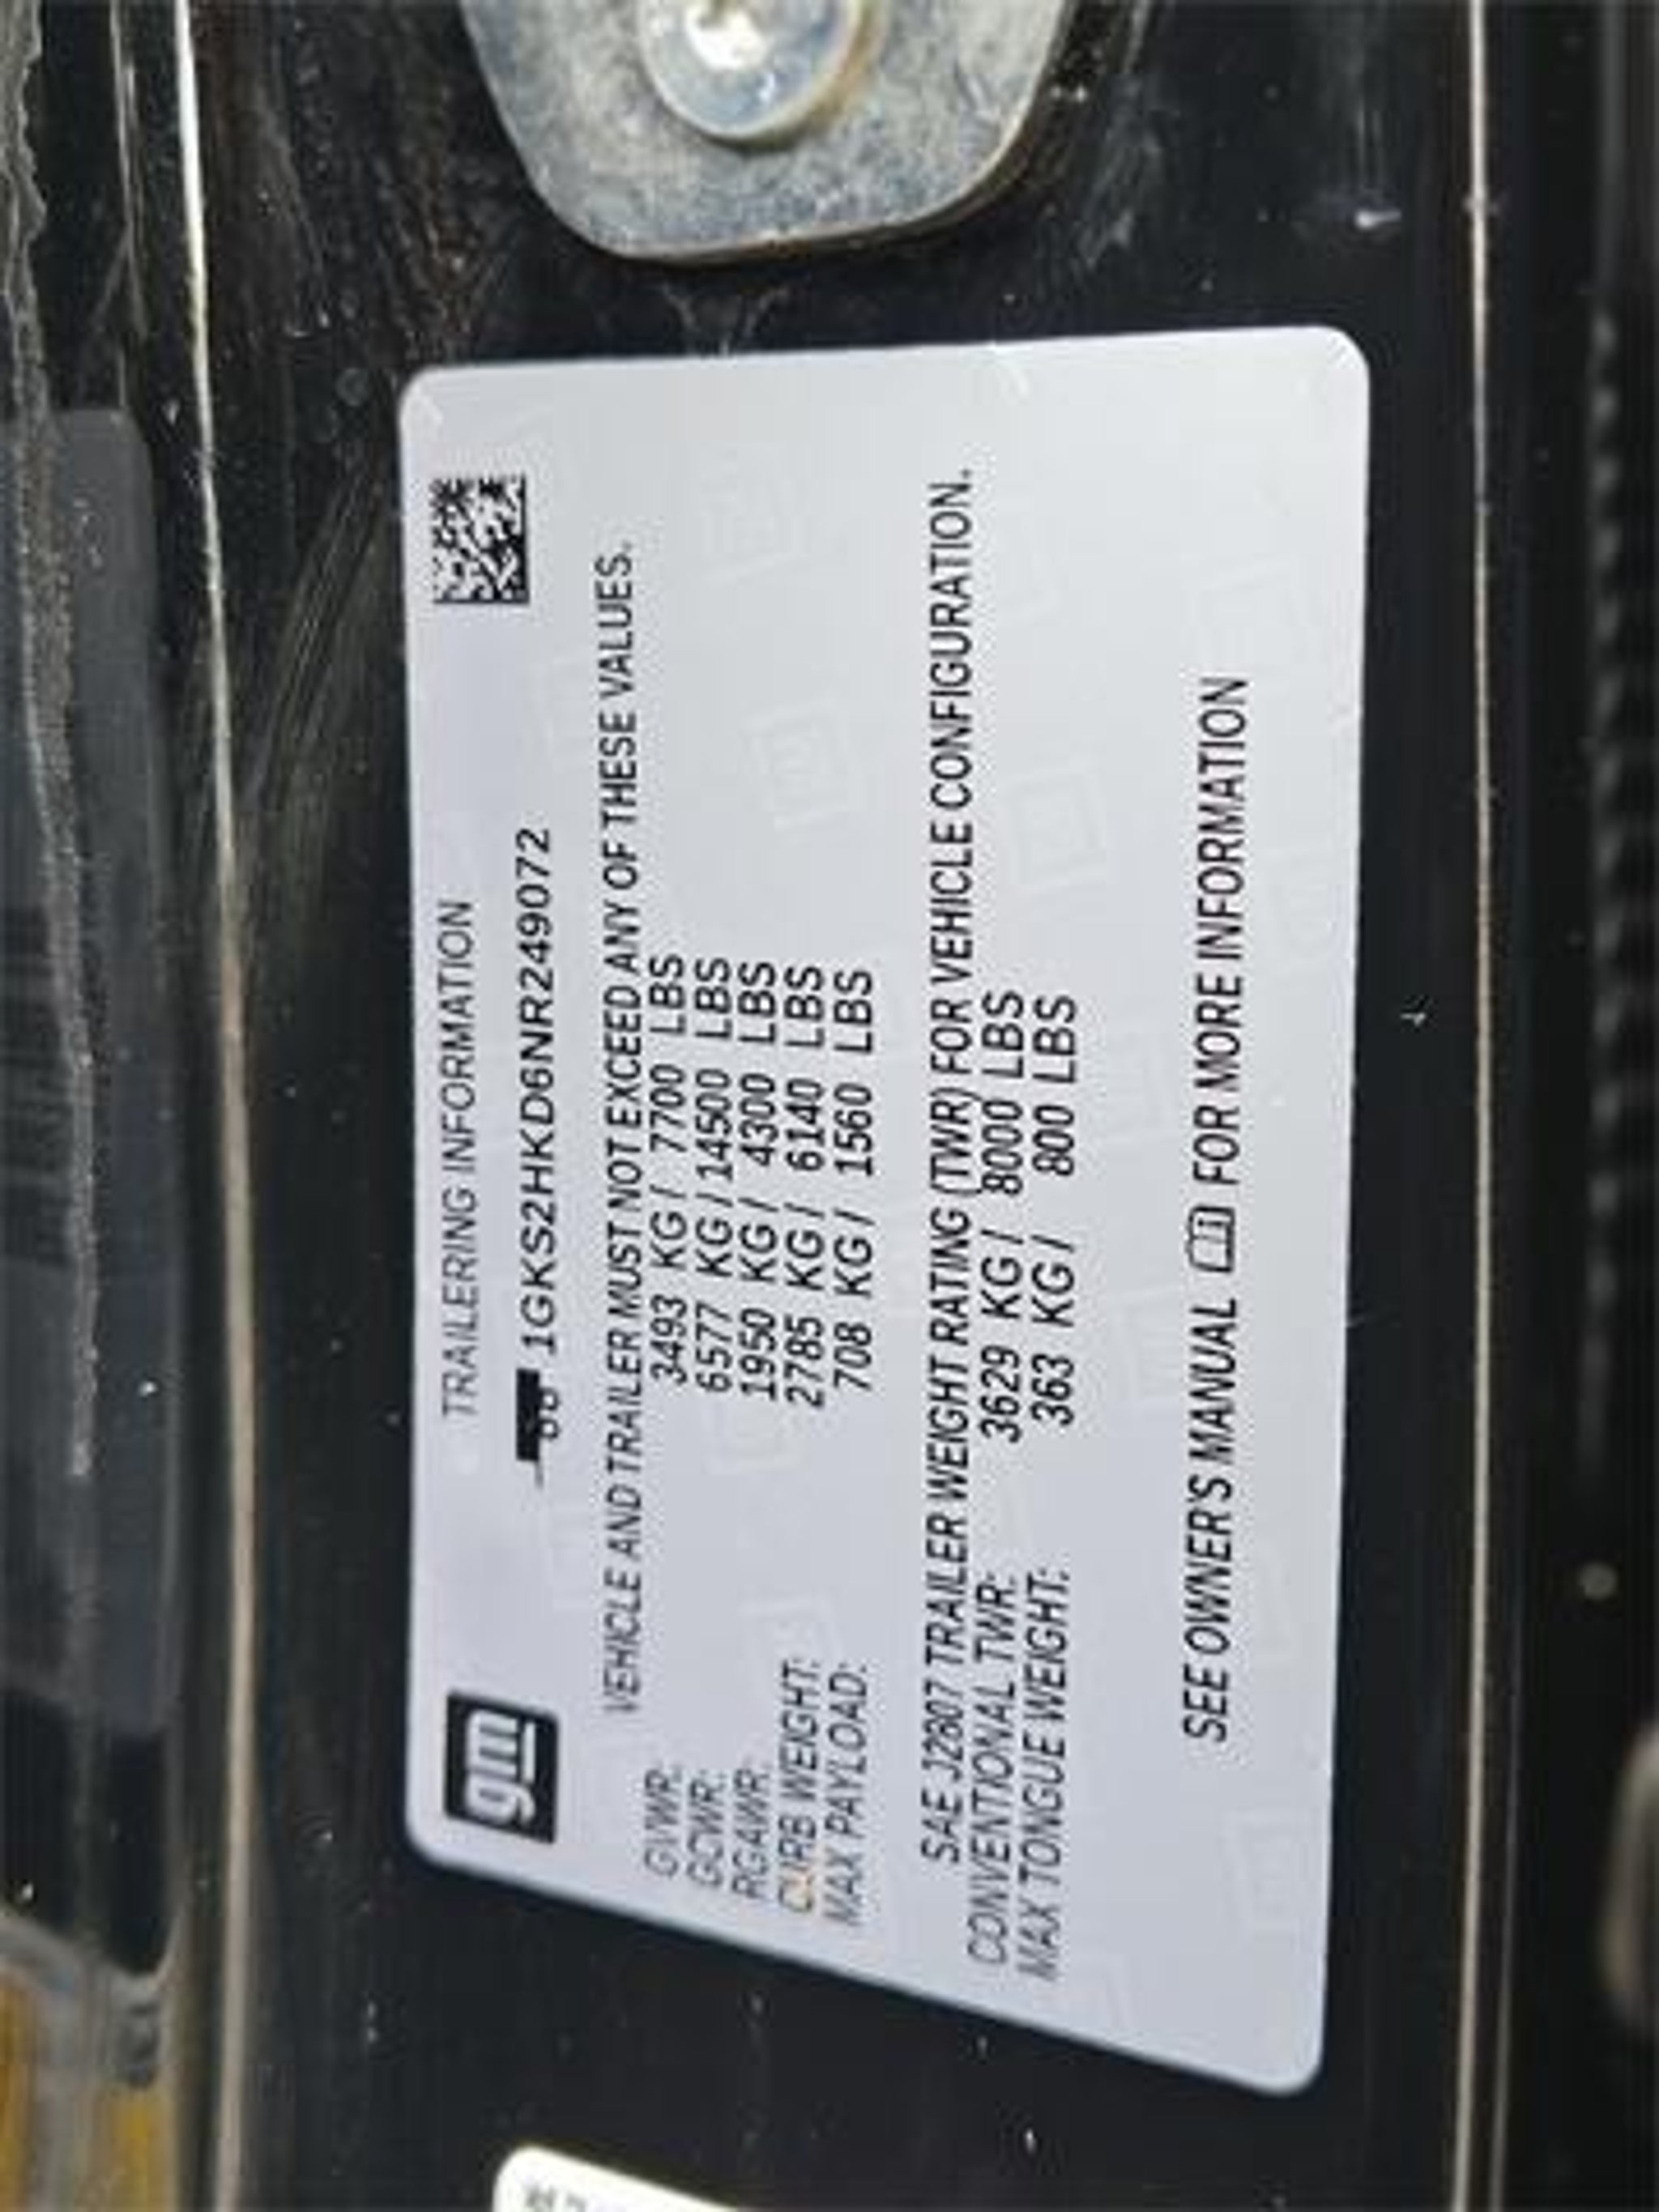 gm
TRAILERING INFORMATION
1GKS2HKD6NR249072
VEHICLE AND TRAILER MUST NOT EXCEED ANY OF THESE VALUES.
GVWR: 3493 KG / 7700 LBS
GCWR: 6577 KG / 14500 LBS
RGAWR: 1950 KG / 4300 LBS
CURB WEIGHT: 2785 KG / 6140 LBS
MAX PAYLOAD: 708 KG / 1560 LBS
SAE J2807 TRAILER WEIGHT RATING (TWR) FOR VEHICLE CONFIGURATION.
CONVENTIONAL TWR: 3629 KG / 8000 LBS
MAX TONGUE WEIGHT: 363 KG / 800 LBS
SEE OWNER'S MANUAL FOR MORE INFORMATION